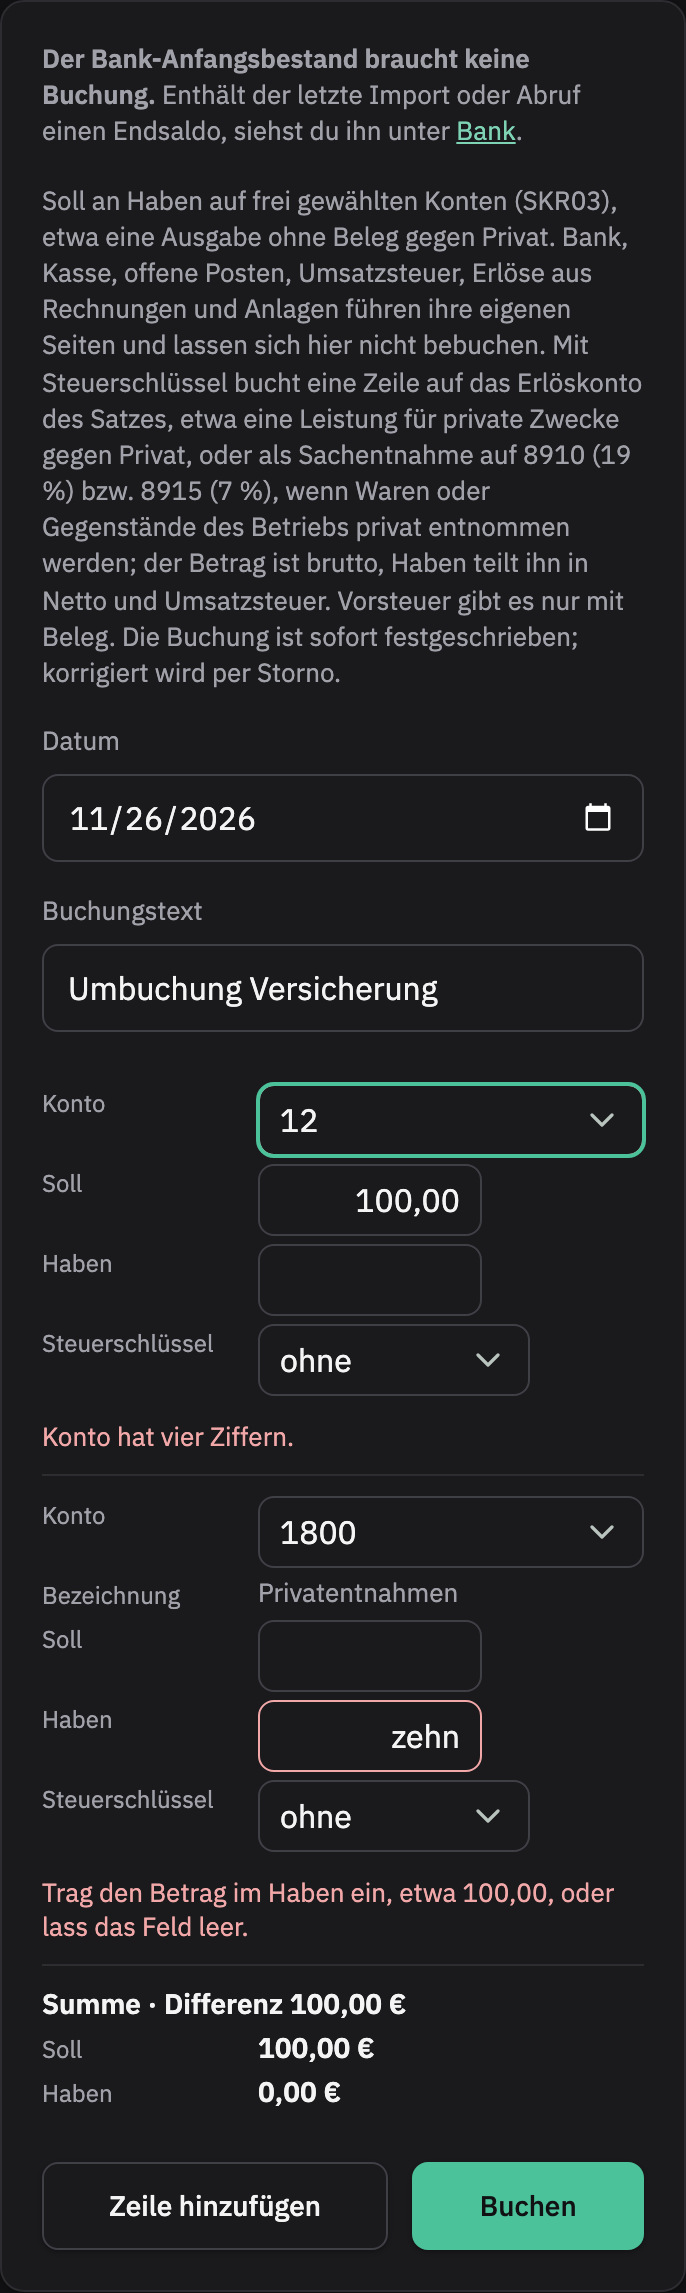 Der Bank-Anfangsbestand braucht keine
Buchung. Enthält der letzte Import oder Abruf
einen Endsaldo, siehst du ihn unter Bank.
Soll an Haben auf frei gewählten Konten (SKR03),
etwa eine Ausgabe ohne Beleg gegen Privat. Bank,
Kasse, offene Posten, Umsatzsteuer, Erlöse aus
Rechnungen und Anlagen führen ihre eigenen
Seiten und lassen sich hier nicht bebuchen. Mit
Steuerschlüssel bucht eine Zeile auf das Erlöskonto
des Satzes, etwa eine Leistung für private Zwecke
gegen Privat, oder als Sachentnahme auf 8910 (19
%) bzw. 8915 (7 %), wenn Waren oder
Gegenstände des Betriebs privat entnommen
werden; der Betrag ist brutto, Haben teilt ihn in
Netto und Umsatzsteuer. Vorsteuer gibt es nur mit
Beleg. Die Buchung ist sofort festgeschrieben;
korrigiert wird per Storno.
Datum
11/26/2026
Buchungstext
Umbuchung Versicherung
Konto 12
Soll 100,00
Haben
Steuerschlüssel ohne
Konto hat vier Ziffern.
Konto 1800
Bezeichnung Privatentnahmen
Soll
Haben zehn
Steuerschlüssel ohne
Trag den Betrag im Haben ein, etwa 100,00, oder
lass das Feld leer.
Summe · Differenz 100,00 €
Soll 100,00 €
Haben 0,00 €
Zeile hinzufügen Buchen